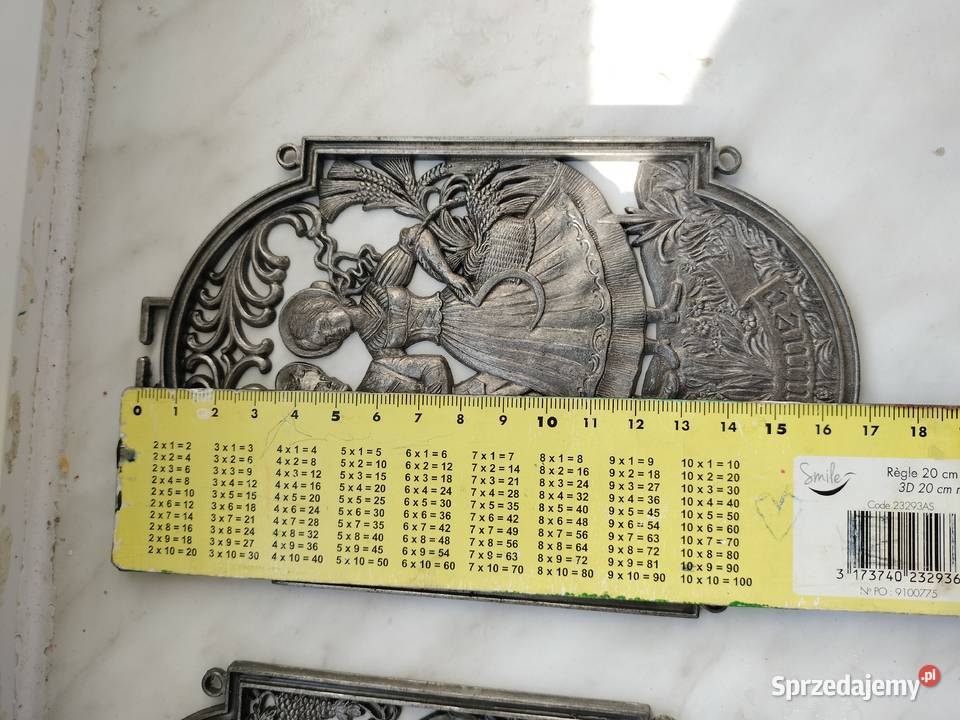 0 1 2 3 4 5 6 7 8 9 10 11 12 13 14 15 16 17 18
2 x 1 = 2
2 x 2 = 4
2 x 3 = 6
2 x 4 = 8
2 x 5 = 10
2 x 6 = 12
2 x 7 = 14
2 x 8 = 16
2 x 9 = 18
2 x 10 = 20
3 x 1 = 3
3 x 2 = 6
3 x 3 = 9
3 x 4 = 12
3 x 5 = 15
3 x 6 = 18
3 x 7 = 21
3 x 8 = 24
3 x 9 = 27
3 x 10 = 30
4 x 1 = 4
4 x 2 = 8
4 x 3 = 12
4 x 4 = 16
4 x 5 = 20
4 x 6 = 24
4 x 7 = 28
4 x 8 = 32
4 x 9 = 36
4 x 10 = 40
5 x 1 = 5
5 x 2 = 10
5 x 3 = 15
5 x 4 = 20
5 x 5 = 25
5 x 6 = 30
5 x 7 = 35
5 x 8 = 40
5 x 9 = 45
5 x 10 = 50
6 x 1 = 6
6 x 2 = 12
6 x 3 = 18
6 x 4 = 24
6 x 5 = 30
6 x 6 = 36
6 x 7 = 42
6 x 8 = 48
6 x 9 = 54
6 x 10 = 60
7 x 1 = 7
7 x 2 = 14
7 x 3 = 21
7 x 4 = 28
7 x 5 = 35
7 x 6 = 42
7 x 7 = 49
7 x 8 = 56
7 x 9 = 63
7 x 10 = 70
8 x 1 = 8
8 x 2 = 16
8 x 3 = 24
8 x 4 = 32
8 x 5 = 40
8 x 6 = 48
8 x 7 = 56
8 x 8 = 64
8 x 9 = 72
8 x 10 = 80
9 x 1 = 9
9 x 2 = 18
9 x 3 = 27
9 x 4 = 36
9 x 5 = 45
9 x 6 = 54
9 x 7 = 63
9 x 8 = 72
9 x 9 = 81
9 x 10 = 90
10 x 1 = 10
10 x 2 = 20
10 x 3 = 30
10 x 4 = 40
10 x 5 = 50
10 x 6 = 60
10 x 7 = 70
10 x 8 = 80
10 x 9 = 90
10 x 10 = 100
Smile
Règle 20 cm
3D 20 cm
Code 23293AS
3 173740 232936
N° PO : 9100775
Sprzedajemy.pl